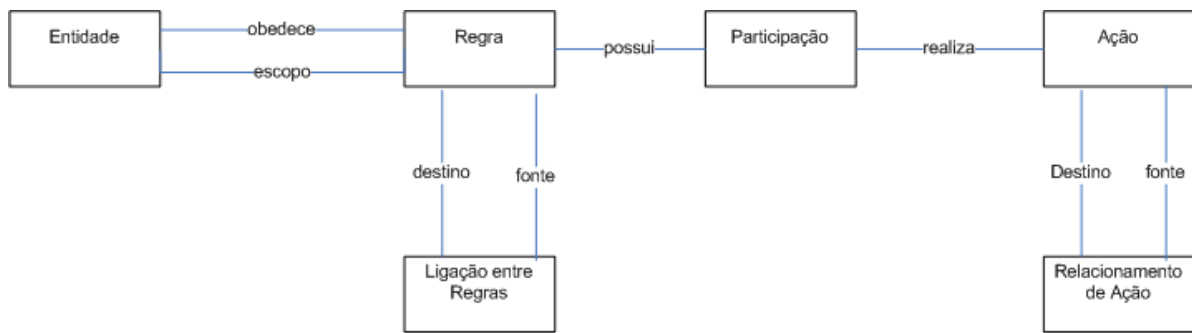 Entidade
obedece
escopo
Regra
possui
Participação
realiza
Ação
destino
fonte
Destino
fonte
Ligação entre
Regras
Relacionamento
de Ação